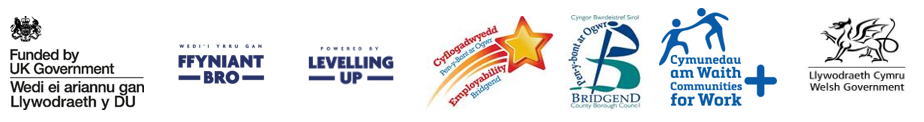 Funded by
UK Government
Wedi ei ariannu gan
Llywodraeth y DU
WEDI'I YRRU GAN
FFYNIANT
BRO
POWERED BY
LEVELLING
UP
Cyflogadwyedd
Pen-y-Bont ar Ogwr
Employability
Bridgend
Cyngor Bwrdeistref Sirol
Pen-y-bont ar Ogwr
BRIDGEND
County Borough Council
Cymunedau
am Waith
Communities
for Work
Llywodraeth Cymru
Welsh Government